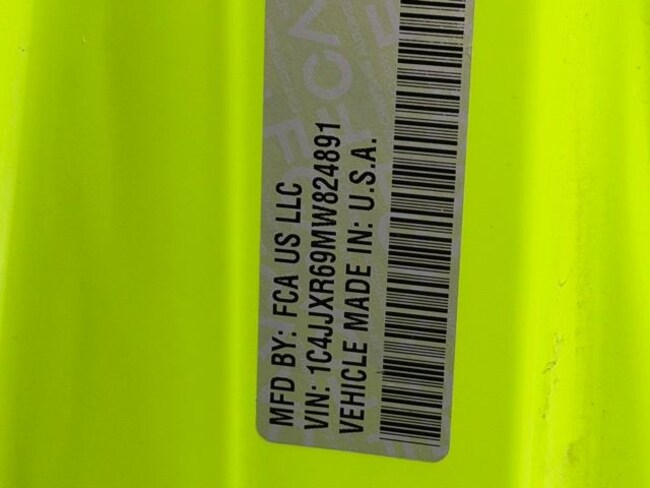 MFD BY: FCA US LLC
VIN: 1C4JJXR69MW824891
VEHICLE MADE IN: U.S.A.